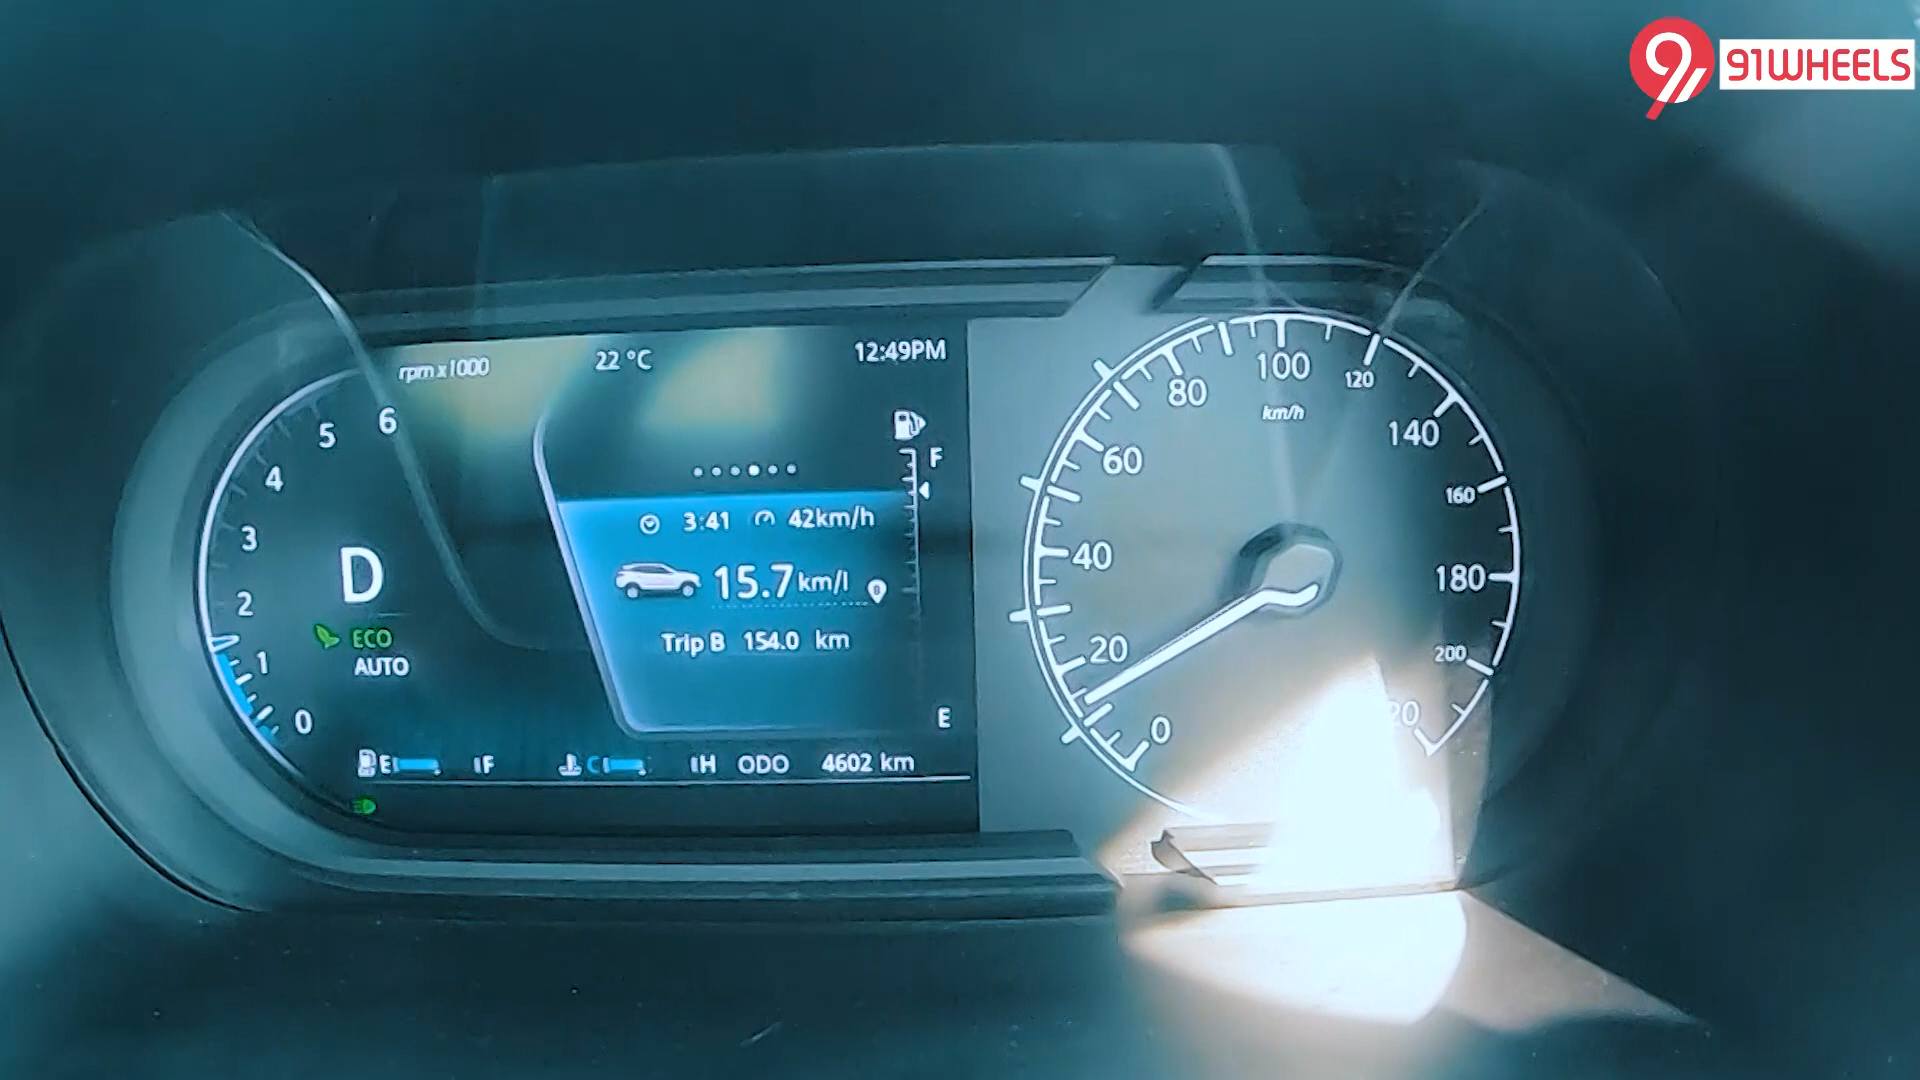 91WHEELS
rpm x1000
22 °C
12:49PM
6
5
4
3
2
1
0
D
ECO
AUTO
F
3:41 42km/h
15.7 km/l
Trip B 154.0 km
E
E F C H ODO 4602 km
0
20
40
60
80
100
120
140
160
180
200
km/h